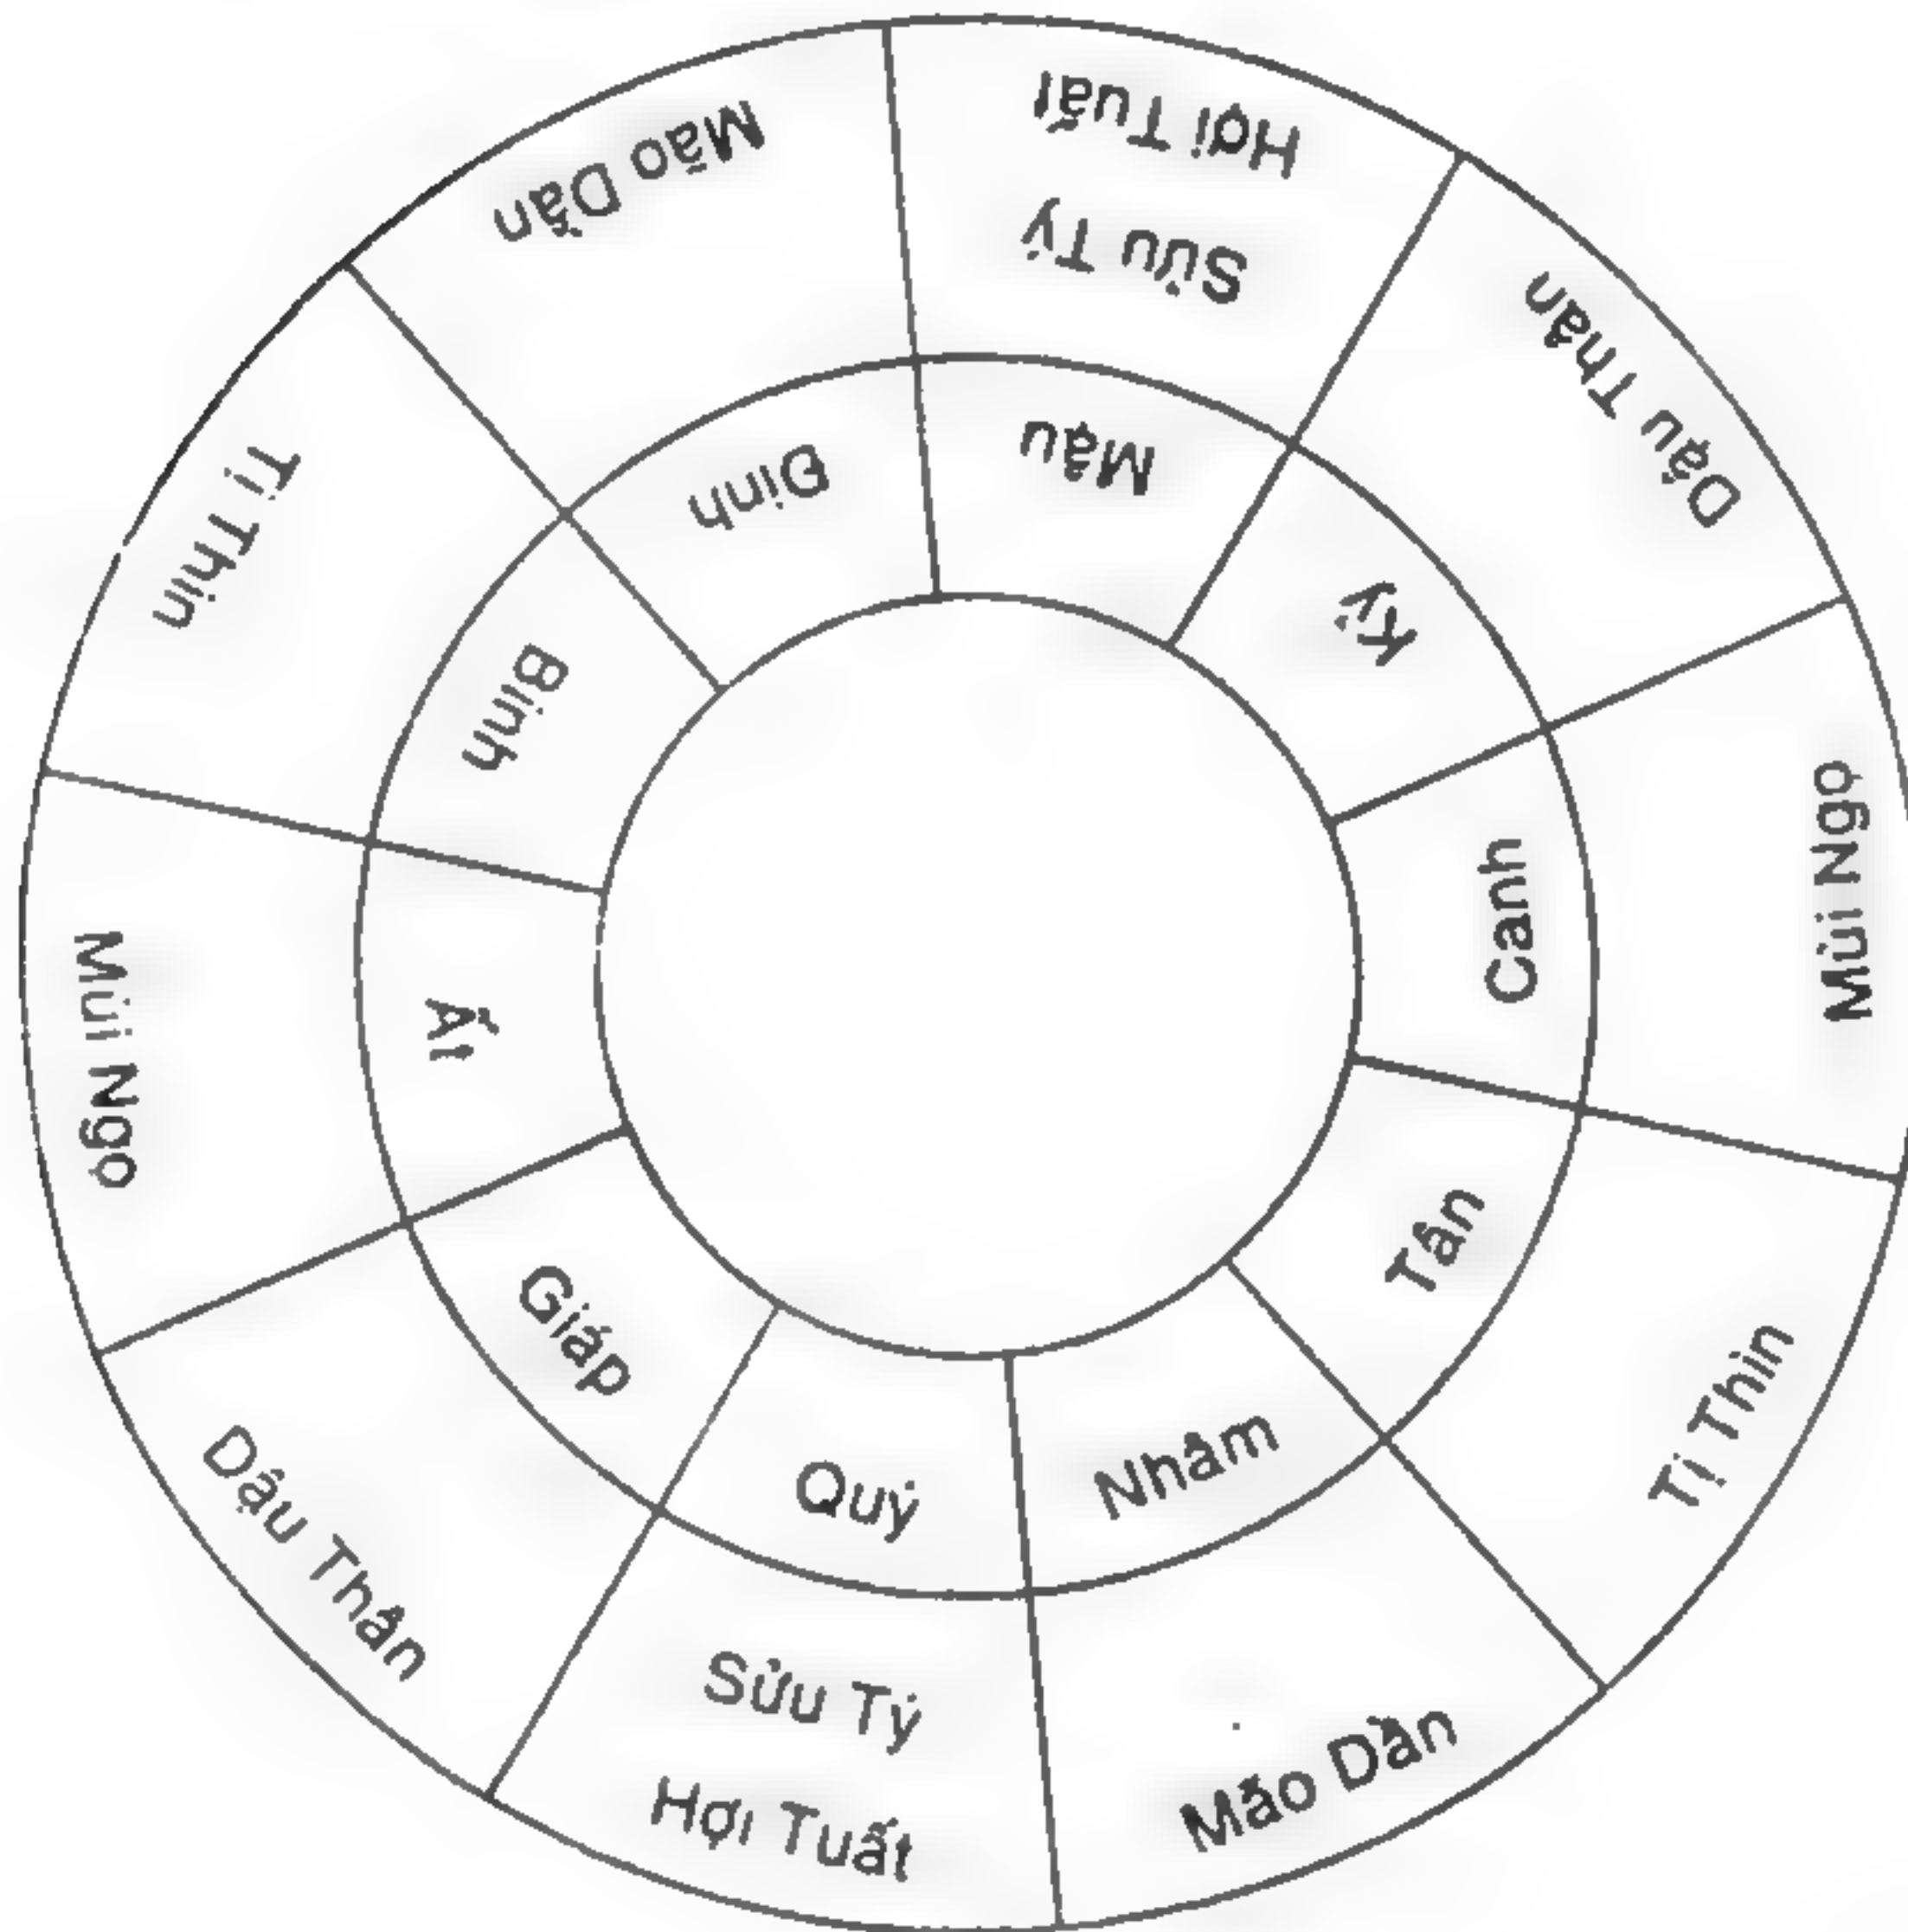 Hợi Tuất
Sửu Tý
Dậu Thân
Mùi Ngọ
Tị Thìn
Mão Dần
Sửu Tý
Hợi Tuất
Dậu Thân
Mùi Ngọ
Tị Thìn
Mão Dần
Mậu
Kỷ
Canh
Tân
Nhâm
Quý
Giáp
Ất
Bính
Đinh